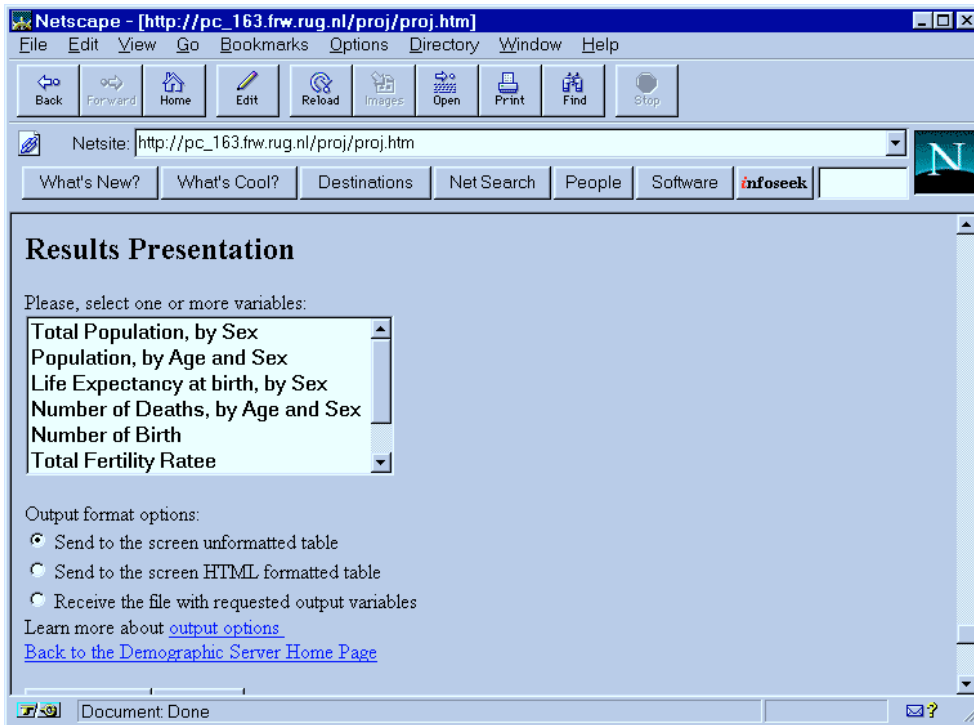 Netscape - [http://pc_163.frw.rug.nl/proj/proj.htm]
File Edit View Go Bookmarks Options Directory Window Help
Back Forward Home Edit Reload Images Open Print Find Stop
Netsite: http://pc_163.frw.rug.nl/proj/proj.htm
N
What's New? What's Cool? Destinations Net Search People Software infoseek
Results Presentation
Please, select one or more variables:
Total Population, by Sex
Population, by Age and Sex
Life Expectancy at birth, by Sex
Number of Deaths, by Age and Sex
Number of Birth
Total Fertility Ratee
Output format options:
Send to the screen unformatted table
Send to the screen HTML formatted table
Receive the file with requested output variables
Learn more about output options
Back to the Demographic Server Home Page
Document: Done
?